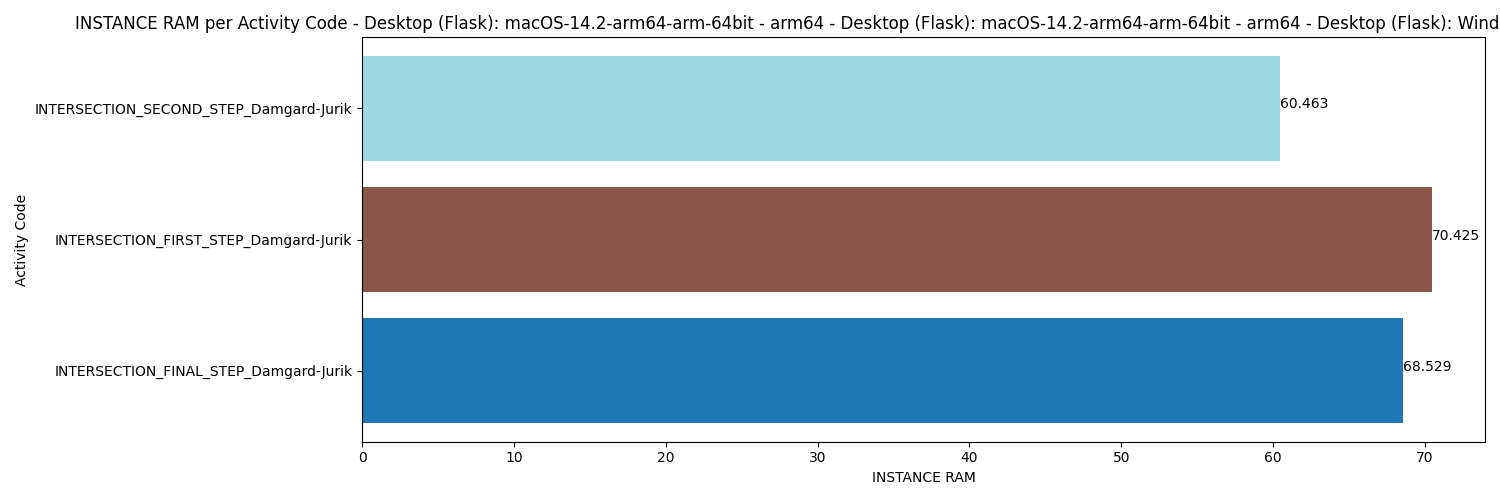 INSTANCE RAM per Activity Code - Desktop (Flask): macOS-14.2-arm64-arm-64bit - arm64 - Desktop (Flask): macOS-14.2-arm64-arm-64bit - arm64 - Desktop (Flask): Wind
INTERSECTION_SECOND_STEP_Damgard-Jurik
60.463
INTERSECTION_FIRST_STEP_Damgard-Jurik
70.425
INTERSECTION_FINAL_STEP_Damgard-Jurik
68.529
Activity Code
0 10 20 30 40 50 60 70
INSTANCE RAM